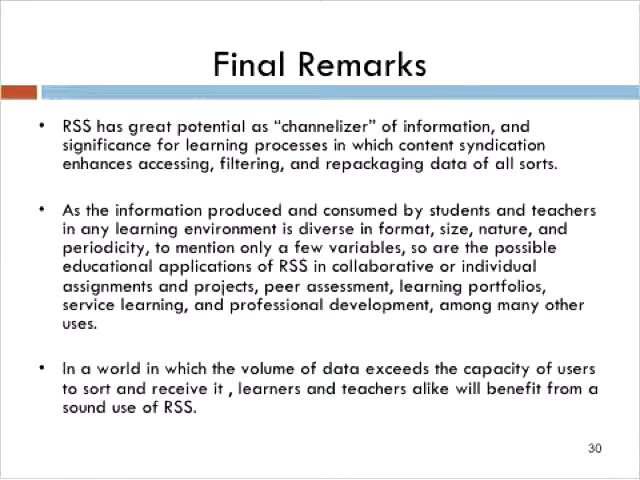 Final Remarks
• RSS has great potential as “channelizer” of information, and
significance for learning processes in which content syndication
enhances accessing, filtering, and repackaging data of all sorts.
• As the information produced and consumed by students and teachers
in any learning environment is diverse in format, size, nature, and
periodicity, to mention only a few variables, so are the possible
educational applications of RSS in collaborative or individual
assignments and projects, peer assessment, learning portfolios,
service learning, and professional development, among many other
uses.
• In a world in which the volume of data exceeds the capacity of users
to sort and receive it , learners and teachers alike will benefit from a
sound use of RSS.
30